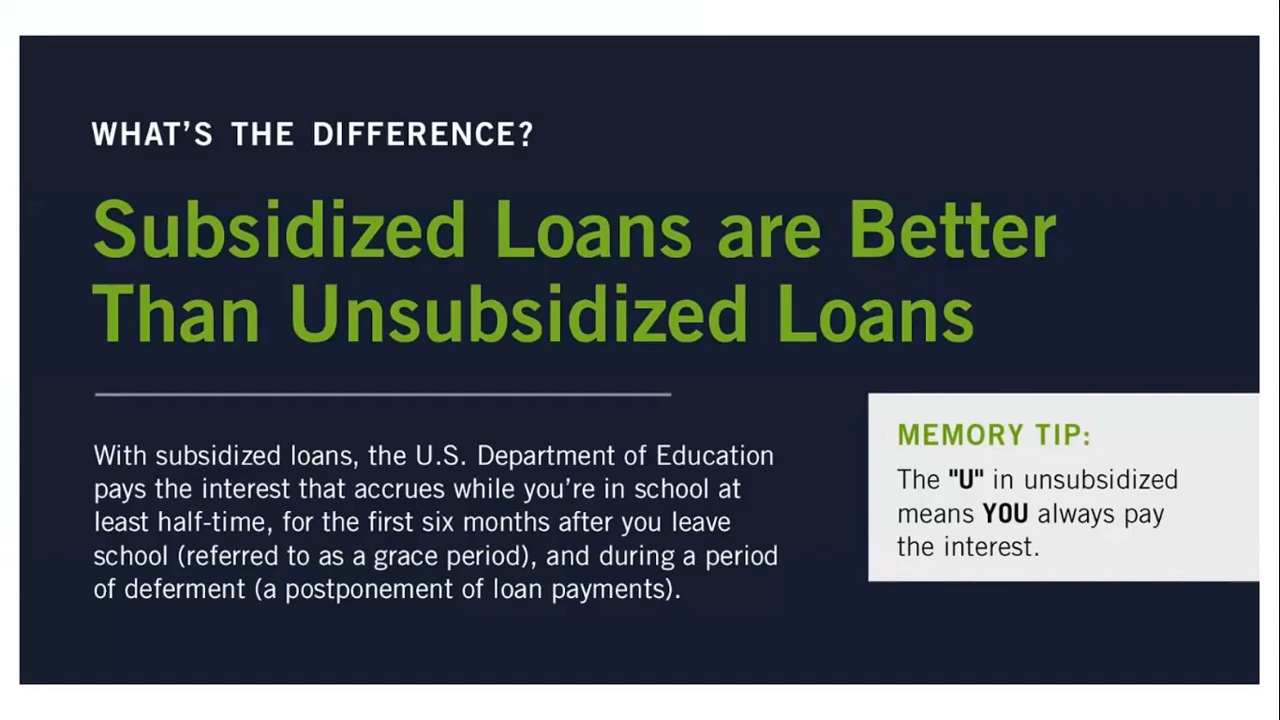 WHAT'S THE DIFFERENCE?
Subsidized Loans are Better
Than Unsubsidized Loans
With subsidized loans, the U.S. Department of Education
pays the interest that accrues while you're in school at
least half-time, for the first six months after you leave
school (referred to as a grace period), and during a period
of deferment (a postponement of loan payments).
MEMORY TIP:
The "U" in unsubsidized
means YOU always pay
the interest.